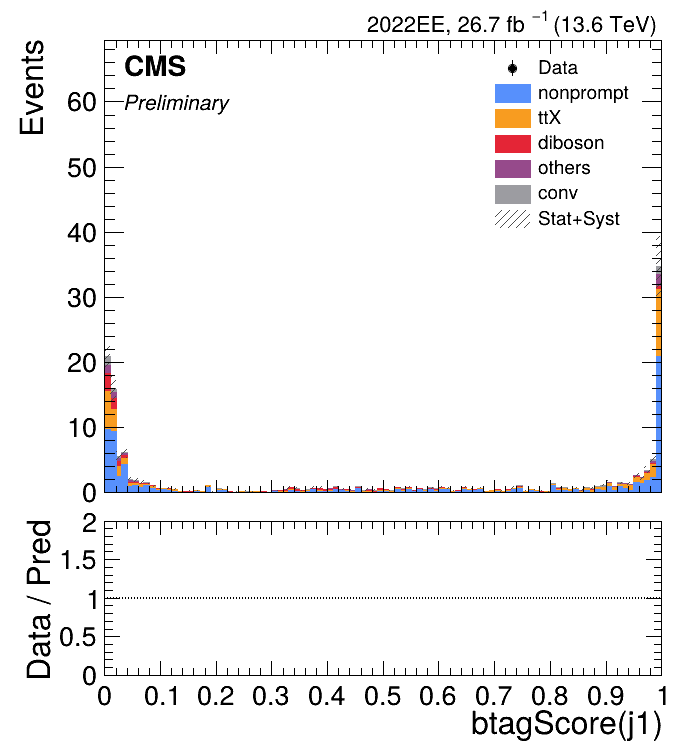 2022EE, 26.7 fb⁻¹ (13.6 TeV)
CMS
Preliminary
Events
60
50
40
30
20
10
0
Data
nonprompt
ttX
diboson
others
conv
Stat+Syst
Data / Pred
2
1.5
1
0.5
0
0 0.1 0.2 0.3 0.4 0.5 0.6 0.7 0.8 0.9 1
btagScore(j1)